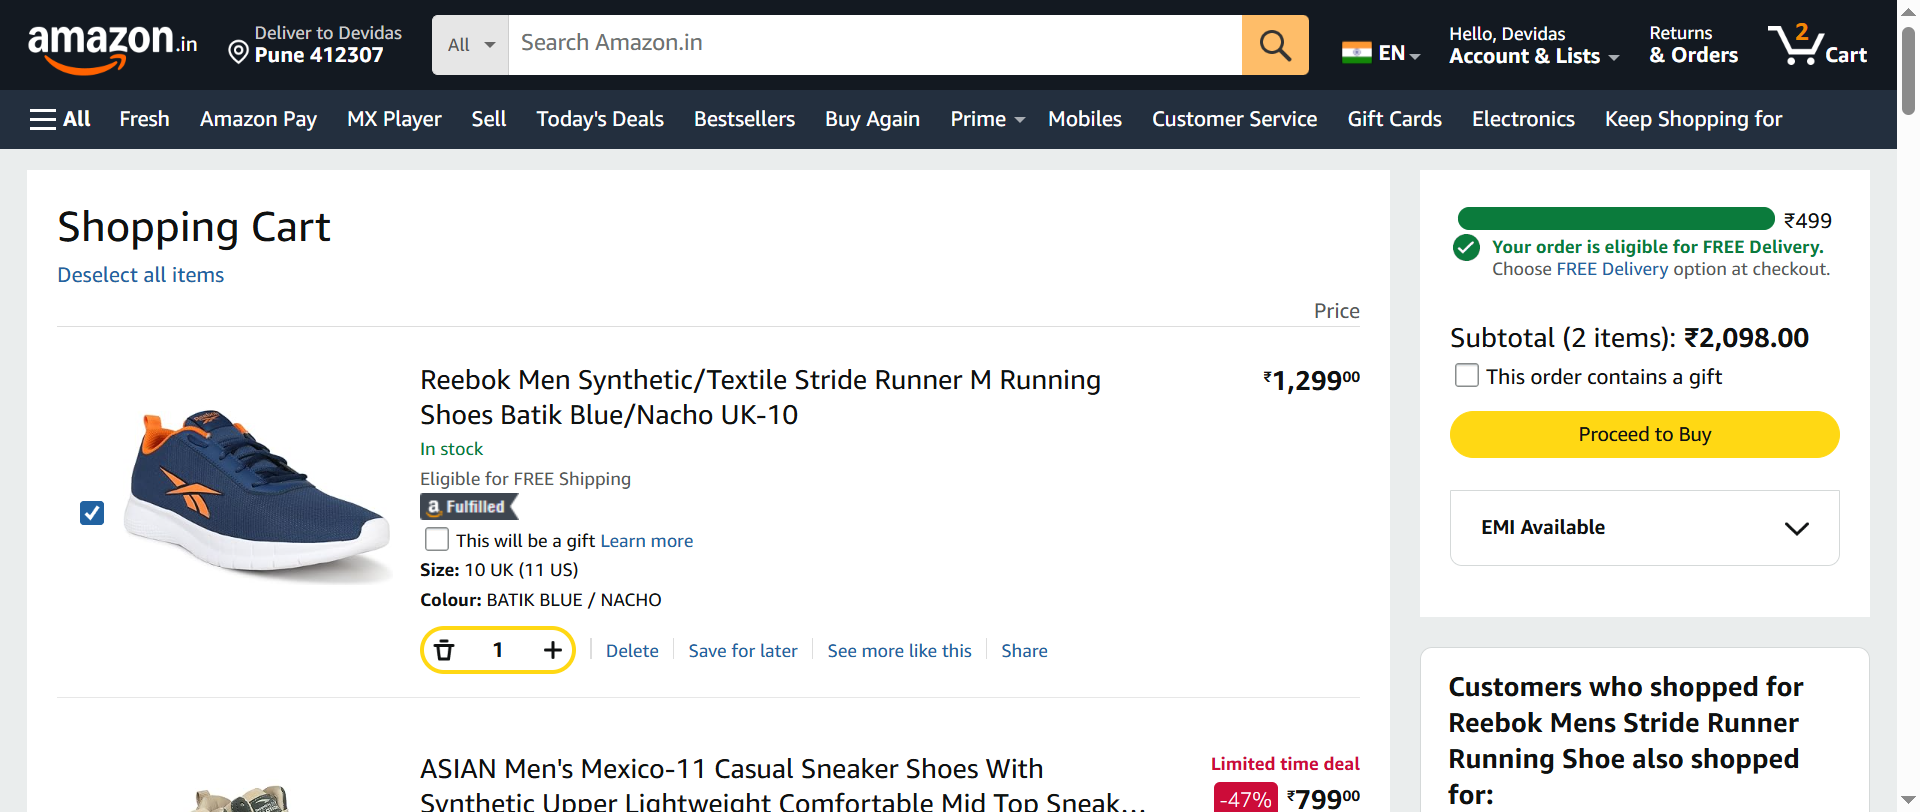 amazon.in
Deliver to Devidas
Pune 412307
All
Search Amazon.in
EN
Hello, Devidas
Account & Lists
Returns
& Orders
2
Cart
All Fresh Amazon Pay MX Player Sell Today's Deals Bestsellers Buy Again Prime Mobiles Customer Service Gift Cards Electronics Keep Shopping for
Shopping Cart
Deselect all items
Price
Reebok Men Synthetic/Textile Stride Runner M Running
Shoes Batik Blue/Nacho UK-10
₹1,299.00
In stock
Eligible for FREE Shipping
a Fulfilled
This will be a gift Learn more
Size: 10 UK (11 US)
Colour: BATIK BLUE / NACHO
1
Delete
Save for later
See more like this
Share
ASIAN Men's Mexico-11 Casual Sneaker Shoes With
Synthetic Upper Lightweight Comfortable Mid Top Sneak...
Limited time deal
-47% ₹799.00
₹499
Your order is eligible for FREE Delivery.
Choose FREE Delivery option at checkout.
Subtotal (2 items): ₹2,098.00
This order contains a gift
Proceed to Buy
EMI Available
Customers who shopped for
Reebok Mens Stride Runner
Running Shoe also shopped
for: